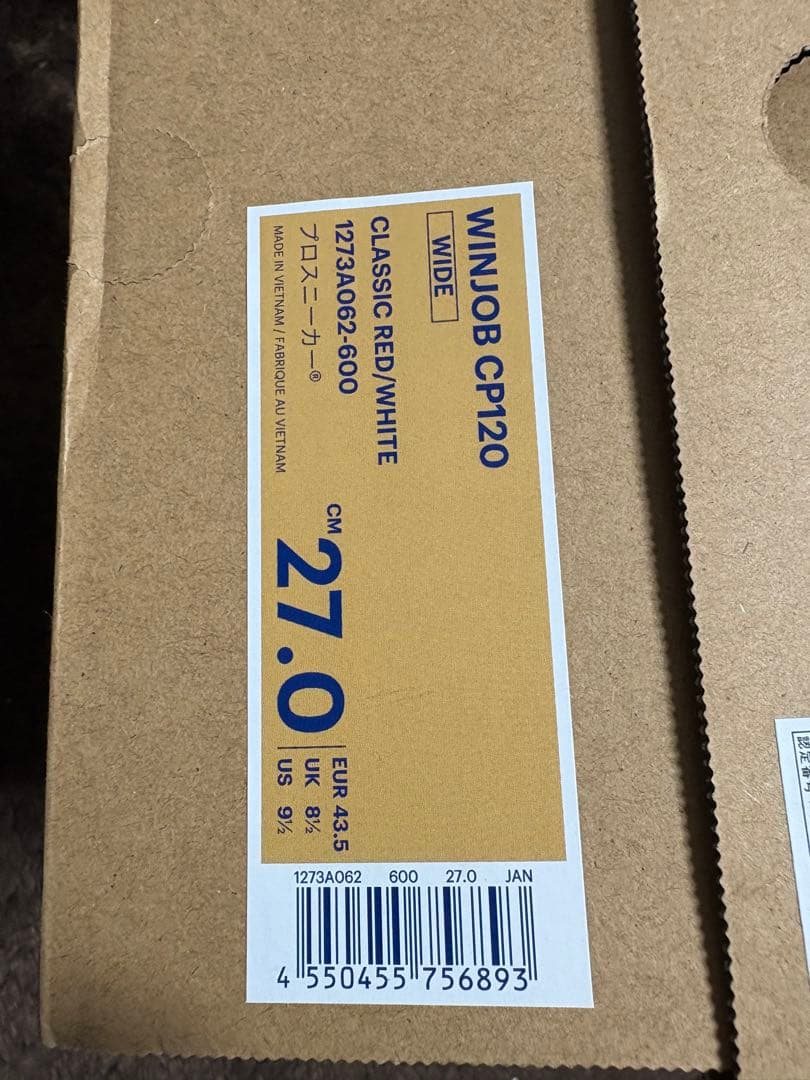 WINJOB CP120
WIDE
CLASSIC RED/WHITE
1273A062-600
プロスニーカー®
MADE IN VIETNAM / FABRIQUE AU VIETNAM
CM
27.0
EUR 43.5
UK 8½
US 9½
1273A062 600 27.0 JAN
4 550455 756893